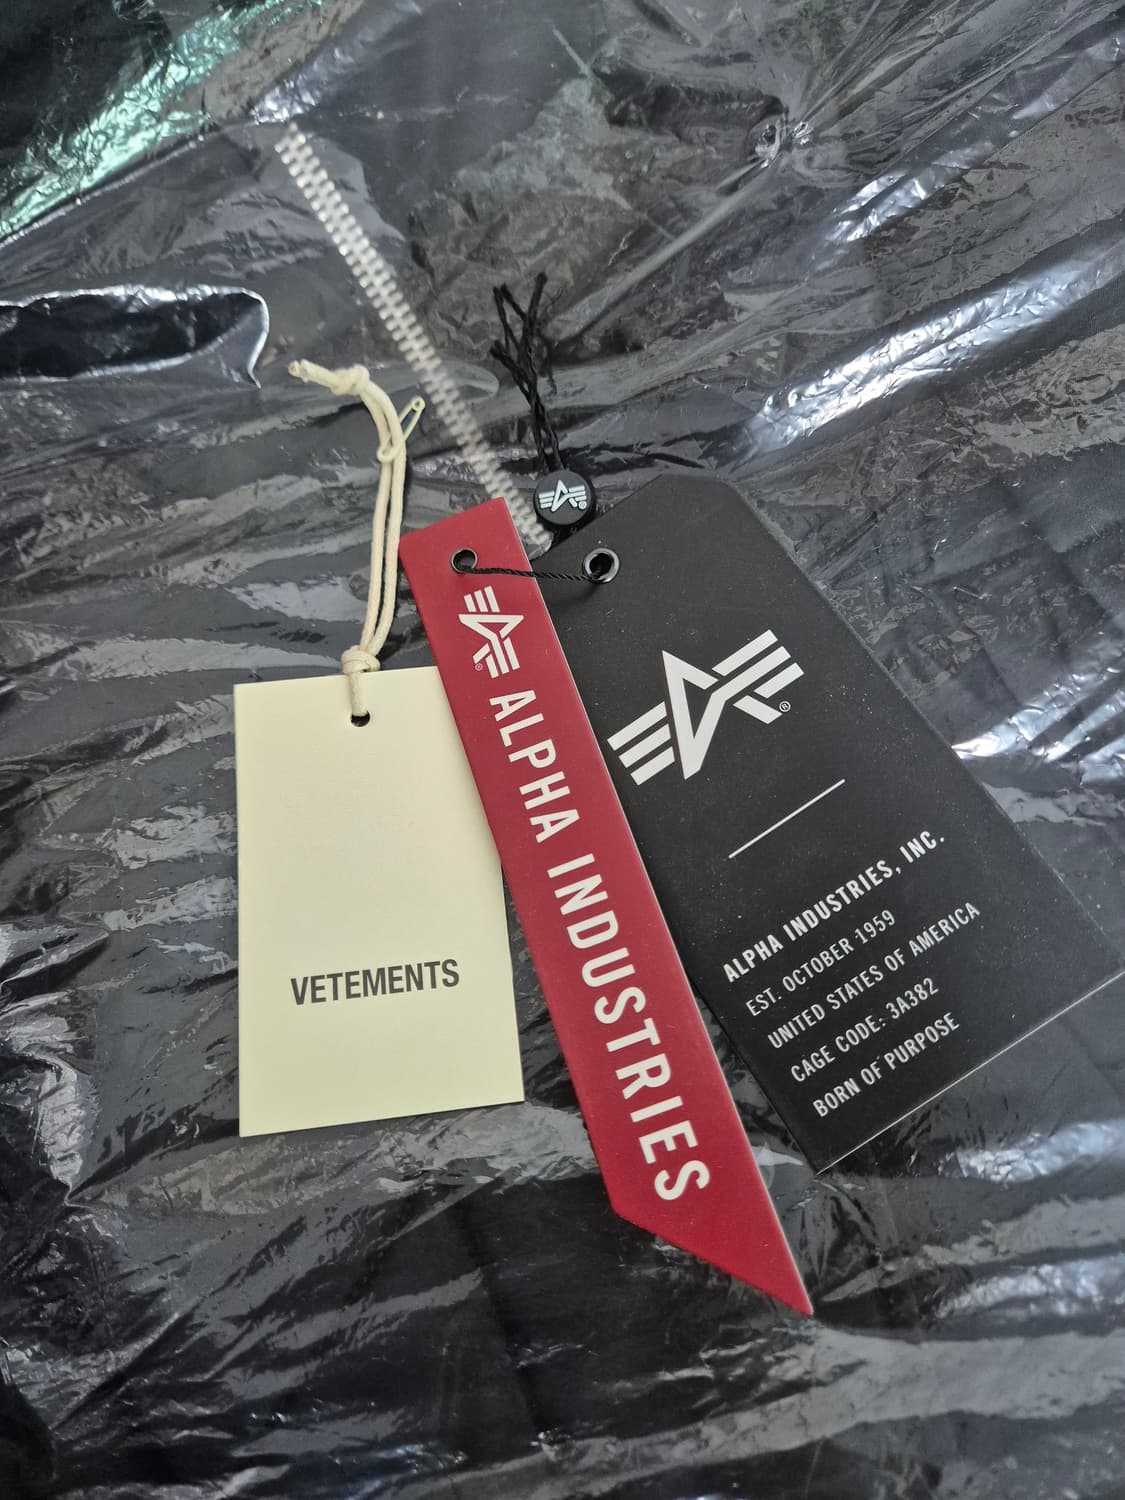 VETEMENTS
ALPHA INDUSTRIES
ALPHA INDUSTRIES, INC.
EST. OCTOBER 1959
UNITED STATES OF AMERICA
CAGE CODE: 3A382
BORN OF PURPOSE